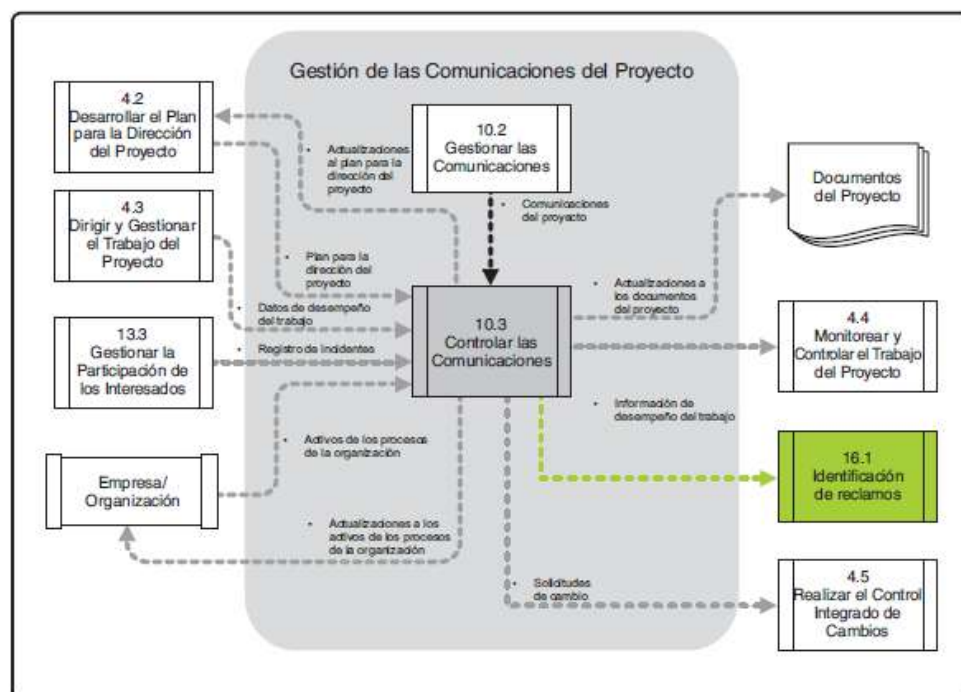 Gestión de las Comunicaciones del Proyecto
4.2
Desarrollar el Plan
para la Dirección
del Proyecto
4.3
Dirigir y Gestionar
el Trabajo del
Proyecto
13.3
Gestionar la
Participación de
los Interesados
Empresa/
Organización
• Actualizaciones
al plan para la
dirección del
proyecto
10.2
Gestionar las
Comunicaciones
• Comunicaciones
del proyecto
• Plan para la
dirección del
proyecto
• Datos de desempeño
del trabajo
• Registro de Incidentes
10.3
Controlar las
Comunicaciones
• Activos de los procesos
de la organización
• Actualizaciones a los
activos de los procesos
de la organización
• Actualizaciones a
los documentos
del proyecto
• Información de
desempeño del trabajo
• Solicitudes
de cambio
Documentos
del Proyecto
4.4
Monitorear y
Controlar el Trabajo
del Proyecto
16.1
Identificación
de reclamos
4.5
Realizar el Control
Integrado de
Cambios